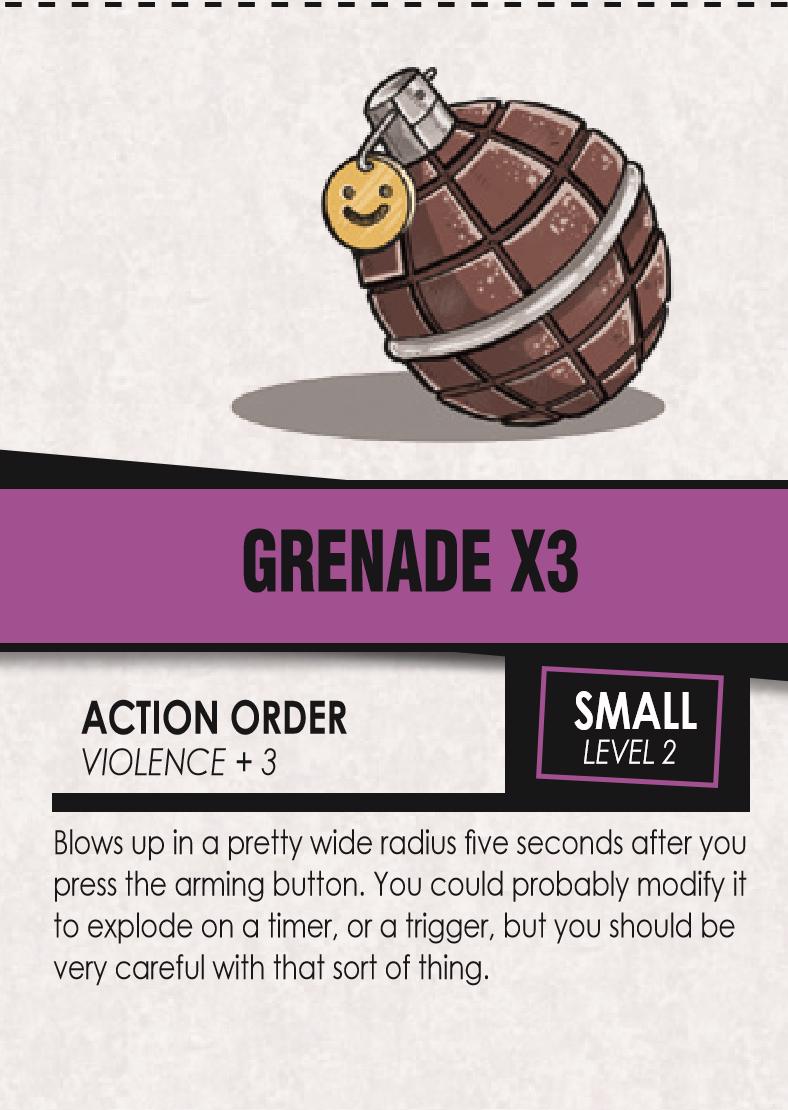 GRENADE X3
ACTION ORDER
VIOLENCE + 3
SMALL
LEVEL 2
Blows up in a pretty wide radius five seconds after you
press the arming button. You could probably modify it
to explode on a timer, or a trigger, but you should be
very careful with that sort of thing.